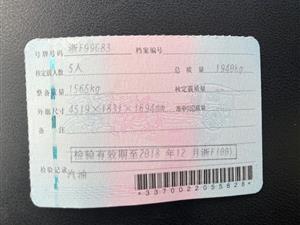 号牌号码 浙F99G83 档案编号
核定载人数 5人 总质量 1940kg
整备质量 1565kg 核定载质量
外廓尺寸 4519×1831×1694mm 准牵引总质量
备注
检验有效期至2018年12月浙F(00)
检验记录 汽油
*3370022055828*